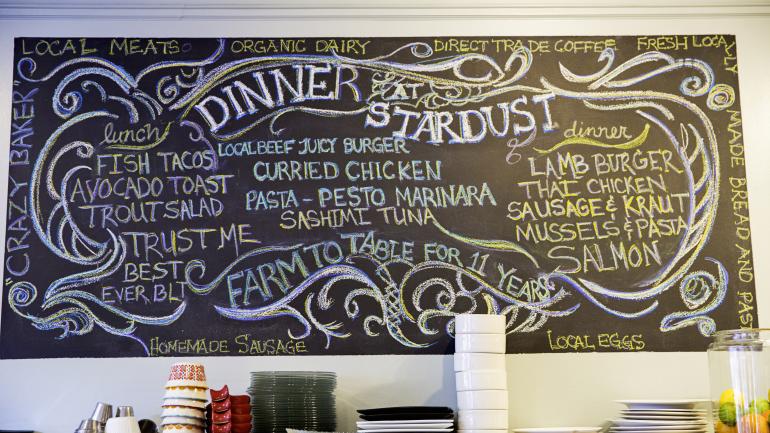 LOCAL MEATS ORGANIC DAIRY DIRECT TRADE COFFEE FRESH LOCALLY
MADE BREAD AND PAST
"CRAZY BAKER"
DINNER AT
STARDUST
lunch
FISH TACOS
AVOCADO TOAST
TROUT SALAD
TRUST ME
BEST
EVER BLT
LOCAL BEEF JUICY BURGER
CURRIED CHICKEN
PASTA - PESTO MARINARA
SASHIMI TUNA
& dinner
LAMB BURGER
THAI CHICKEN
SAUSAGE & KRAUT
MUSSELS & PASTA
SALMON
FARM TO TABLE FOR 11 YEARS
HOMEMADE SAUSAGE
LOCAL EGGS